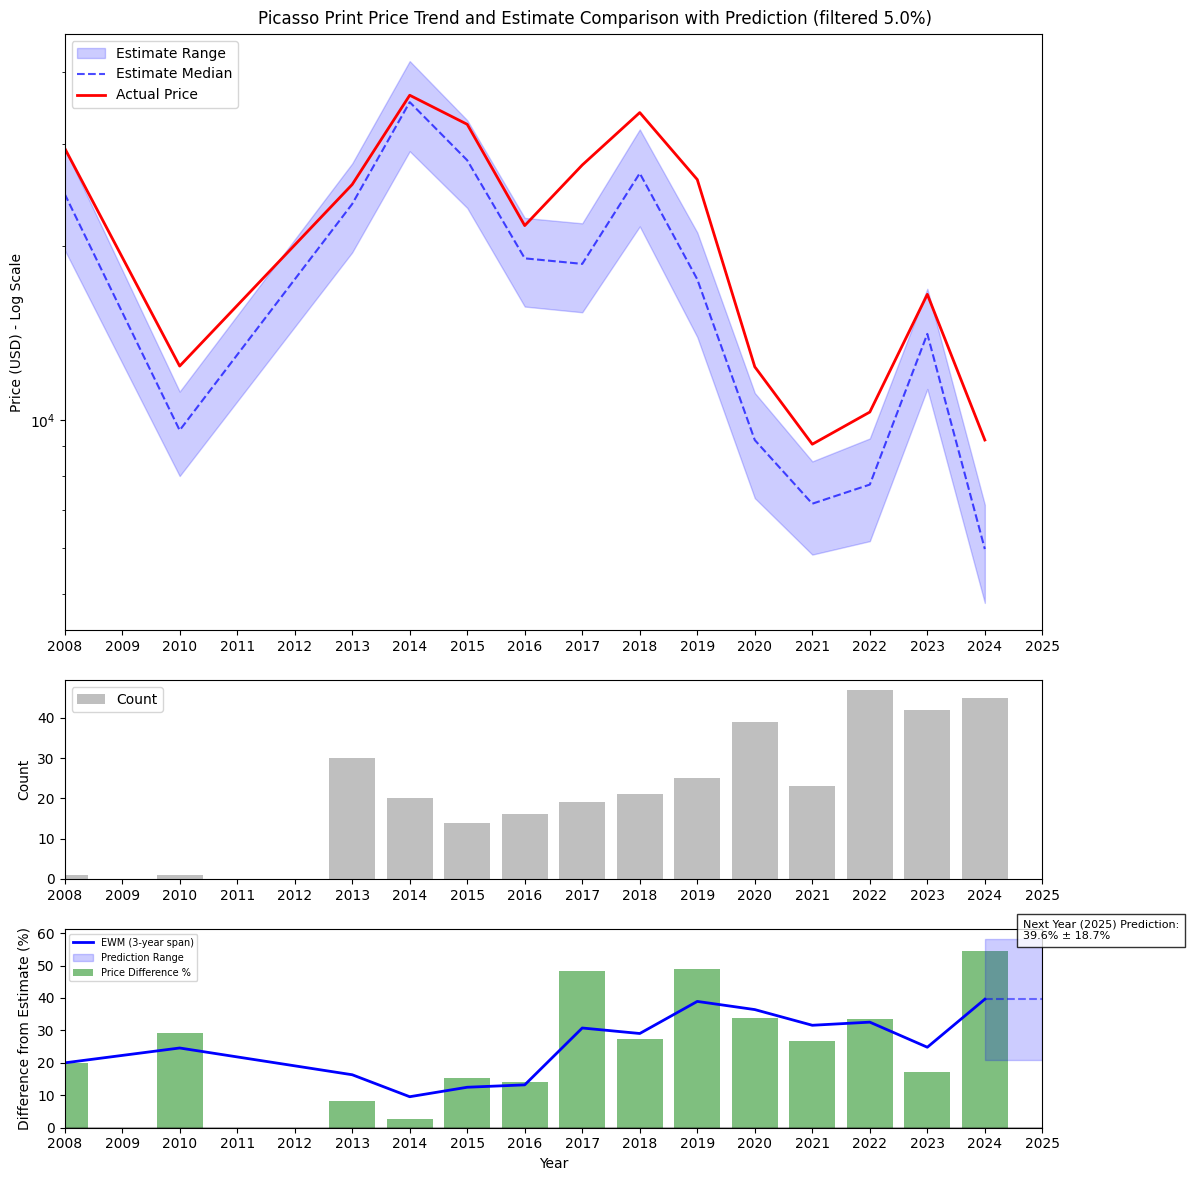 Picasso Print Price Trend and Estimate Comparison with Prediction (filtered 5.0%)
Estimate Range
Estimate Median
Actual Price
Price (USD) - Log Scale
10⁴
2008 2009 2010 2011 2012 2013 2014 2015 2016 2017 2018 2019 2020 2021 2022 2023 2024 2025
Count
Count
40
30
20
10
0
2008 2009 2010 2011 2012 2013 2014 2015 2016 2017 2018 2019 2020 2021 2022 2023 2024 2025
Next Year (2025) Prediction:
39.6% ± 18.7%
EWM (3-year span)
Prediction Range
Price Difference %
Difference from Estimate (%)
60
50
40
30
20
10
0
2008 2009 2010 2011 2012 2013 2014 2015 2016 2017 2018 2019 2020 2021 2022 2023 2024 2025
Year